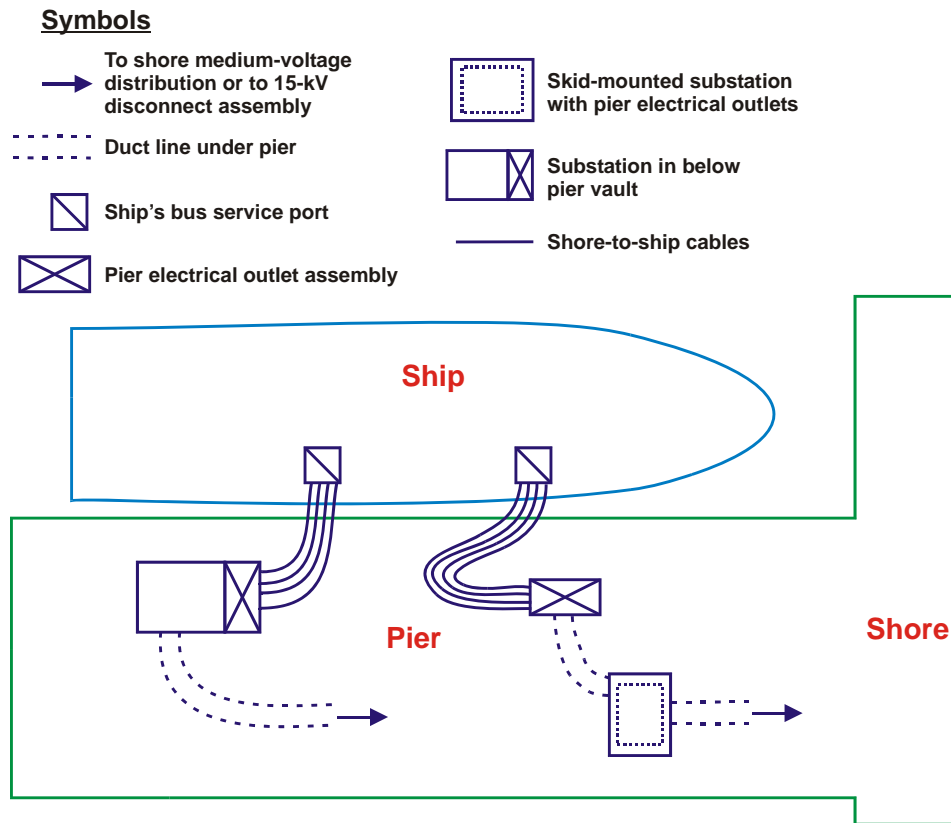 Symbols
To shore medium-voltage
distribution or to 15-kV
disconnect assembly
Duct line under pier
Ship's bus service port
Pier electrical outlet assembly
Skid-mounted substation
with pier electrical outlets
Substation in below
pier vault
Shore-to-ship cables
Ship
Pier
Shore